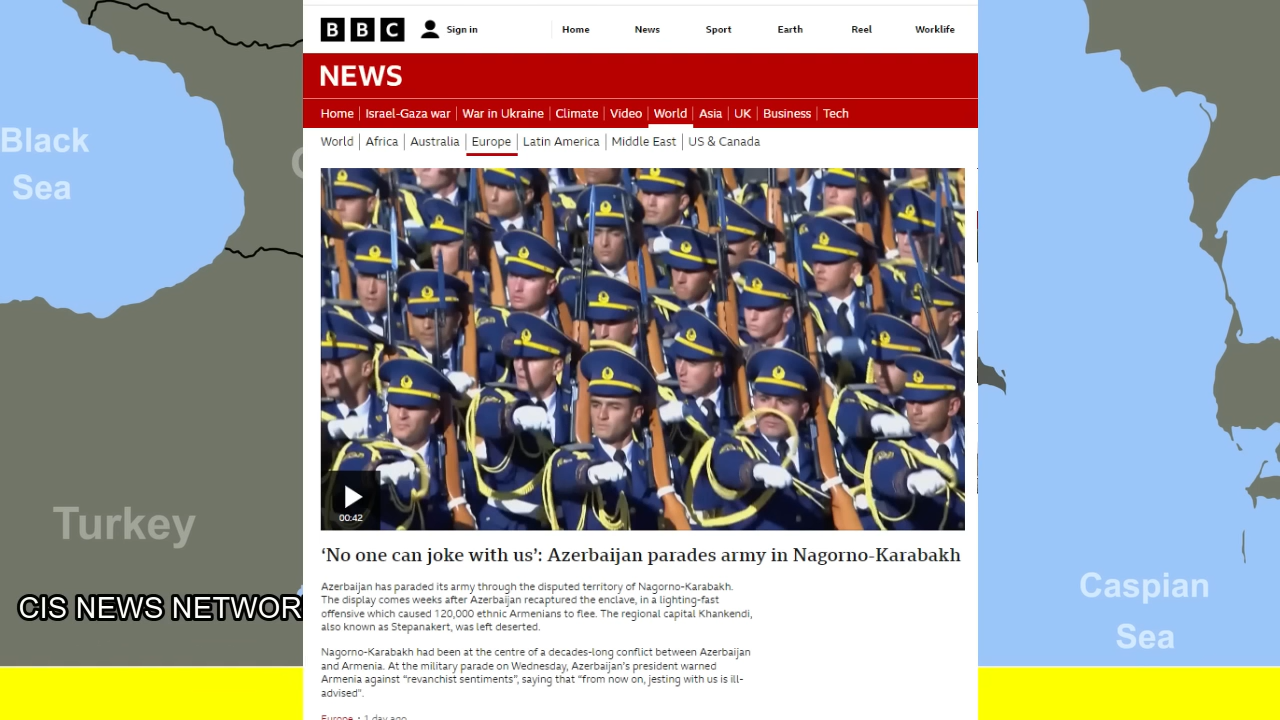 BBC
Sign in
Home
News
Sport
Earth
Reel
Worklife
NEWS
Home
Israel-Gaza war
War in Ukraine
Climate
Video
World
Asia
UK
Business
Tech
World
Africa
Australia
Europe
Latin America
Middle East
US & Canada
Black
Sea
00:42
‘No one can joke with us’: Azerbaijan parades army in Nagorno-Karabakh
Azerbaijan has paraded its army through the disputed territory of Nagorno-Karabakh.
The display comes weeks after Azerbaijan recaptured the enclave, in a lighting-fast
offensive which caused 120,000 ethnic Armenians to flee. The regional capital Khankendi,
also known as Stepanakert, was left deserted.
Nagorno-Karabakh had been at the centre of a decades-long conflict between Azerbaijan
and Armenia. At the military parade on Wednesday, Azerbaijan’s president warned
Armenia against “revanchist sentiments”, saying that “from now on, jesting with us is ill-
advised”.
Europe
1 day ago
Turkey
CIS NEWS NETWOR
Caspian
Sea